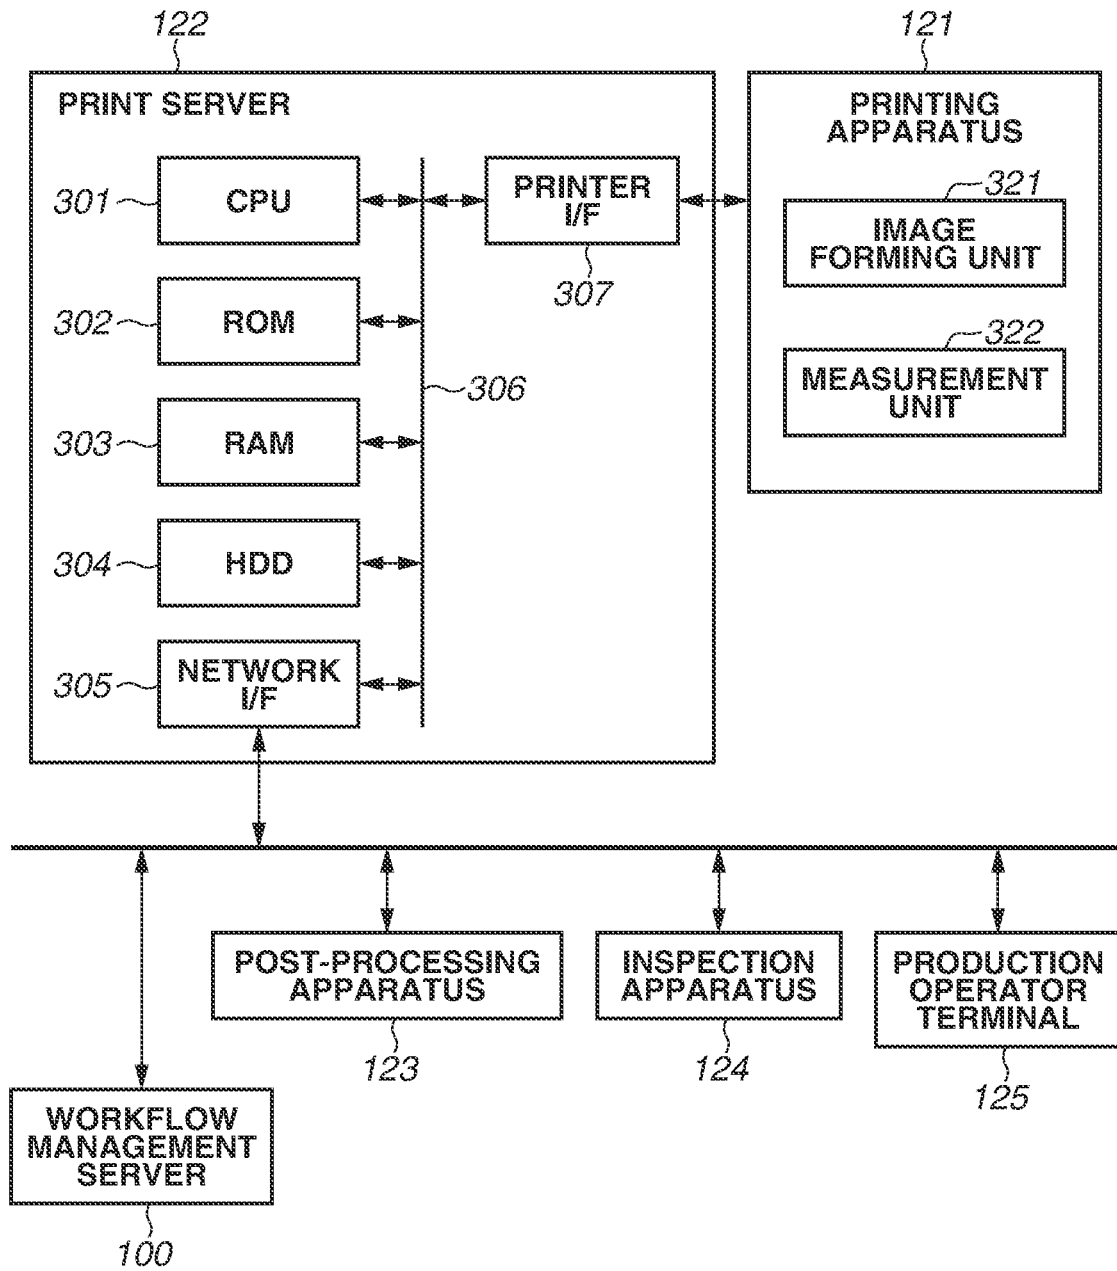 122
121
PRINT SERVER
PRINTING
APPARATUS
301
CPU
PRINTER
I/F
307
321
IMAGE
FORMING UNIT
302
ROM
306
322
MEASUREMENT
UNIT
303
RAM
304
HDD
305
NETWORK
I/F
POST-PROCESSING
APPARATUS
123
INSPECTION
APPARATUS
124
PRODUCTION
OPERATOR
TERMINAL
125
WORKFLOW
MANAGEMENT
SERVER
100